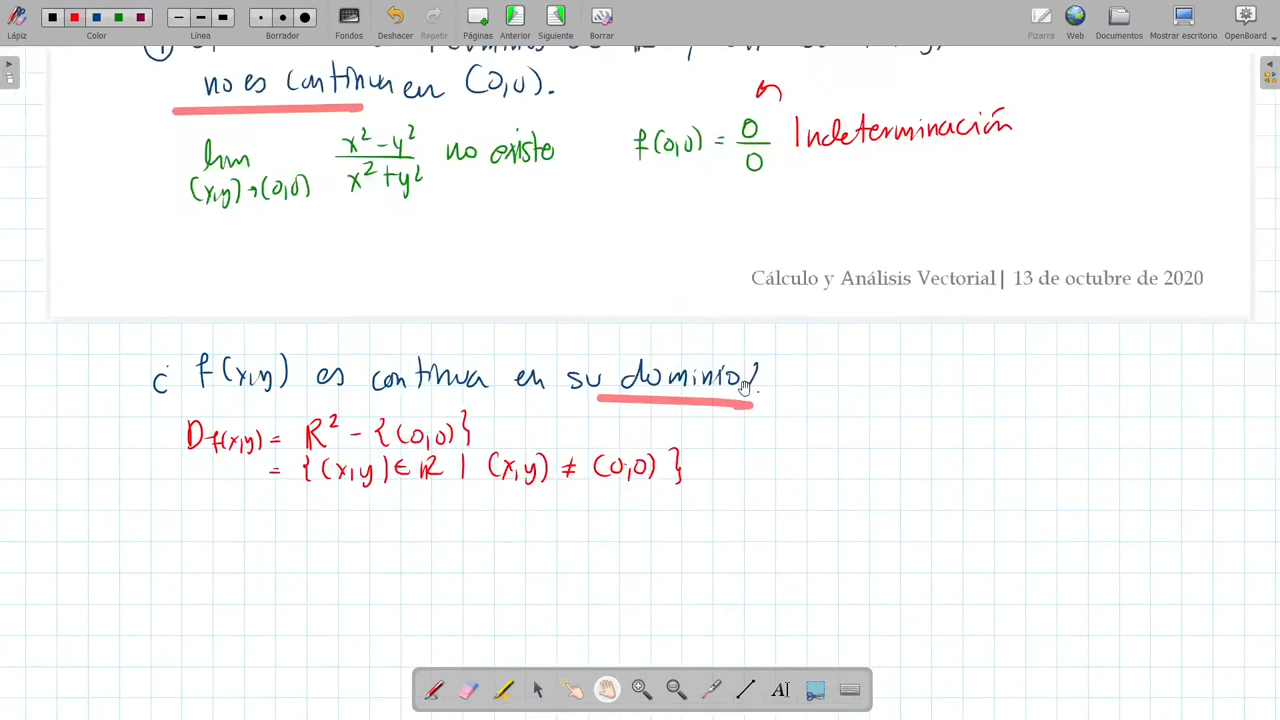 Lápiz Color Línea Borrador Fondos Deshacer Repetir Páginas Anterior Siguiente Borrar Pizarra Web Documentos Mostrar escritorio OpenBoard
no es continua en (0,0).
lim (x,y)→(0,0) x²-y² / x²+y² no existe
f(0,0) = 0/0 Indeterminación
Cálculo y Análisis Vectorial| 13 de octubre de 2020
¿ f(x,y) es continua en su dominio?
D f(x,y) = R² - {(0,0)}
= {(x,y) ∈ R | (x,y) ≠ (0,0)}
AI